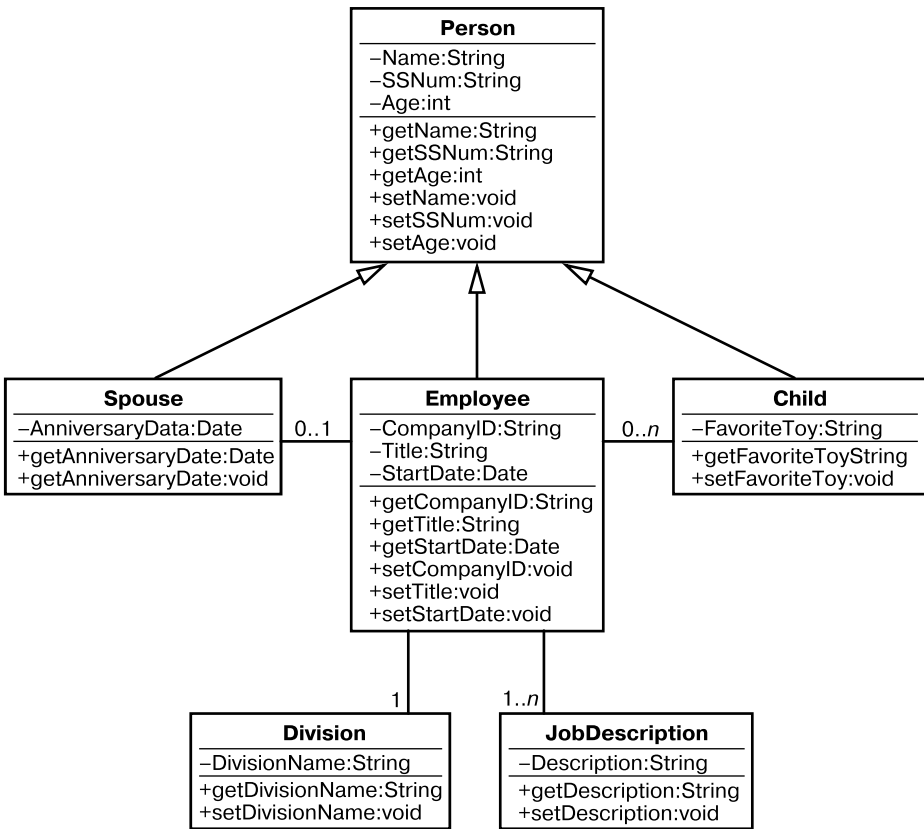 Person
–Name:String
–SSNum:String
–Age:int
+getName:String
+getSSNum:String
+getAge:int
+setName:void
+setSSNum:void
+setAge:void
Spouse
–AnniversaryData:Date
+getAnniversaryDate:Date
+getAnniversaryDate:void
0..1
Employee
–CompanyID:String
–Title:String
–StartDate:Date
+getCompanyID:String
+getTitle:String
+getStartDate:Date
+setCompanyID:void
+setTitle:void
+setStartDate:void
0..n
Child
–FavoriteToy:String
+getFavoriteToyString
+setFavoriteToy:void
1
1..n
Division
–DivisionName:String
+getDivisionName:String
+setDivisionName:void
JobDescription
–Description:String
+getDescription:String
+setDescription:void